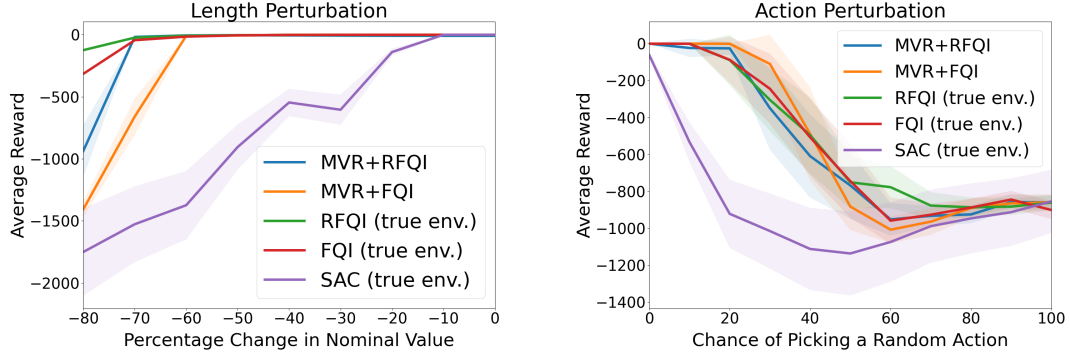 Length Perturbation
Average Reward
0
−500
−1000
−1500
−2000
−80
−70
−60
−50
−40
−30
−20
−10
0
Percentage Change in Nominal Value
MVR+RFQI
MVR+FQI
RFQI (true env.)
FQI (true env.)
SAC (true env.)
Action Perturbation
Average Reward
0
−200
−400
−600
−800
−1000
−1200
−1400
0
20
40
60
80
100
Chance of Picking a Random Action
MVR+RFQI
MVR+FQI
RFQI (true env.)
FQI (true env.)
SAC (true env.)